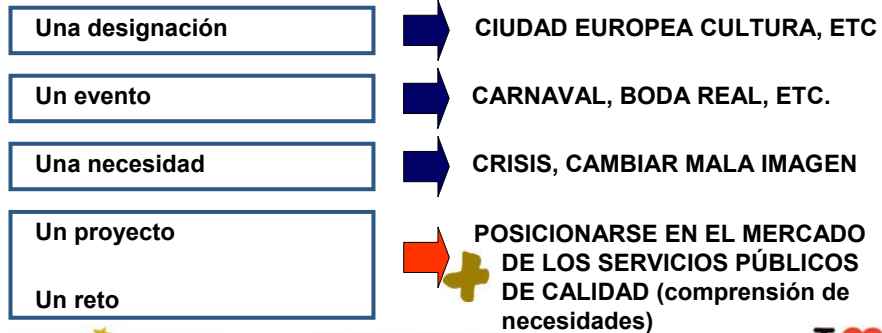 Una designación
CIUDAD EUROPEA CULTURA, ETC
Un evento
CARNAVAL, BODA REAL, ETC.
Una necesidad
CRISIS, CAMBIAR MALA IMAGEN
Un proyecto
Un reto
POSICIONARSE EN EL MERCADO
DE LOS SERVICIOS PÚBLICOS
DE CALIDAD (comprensión de
necesidades)